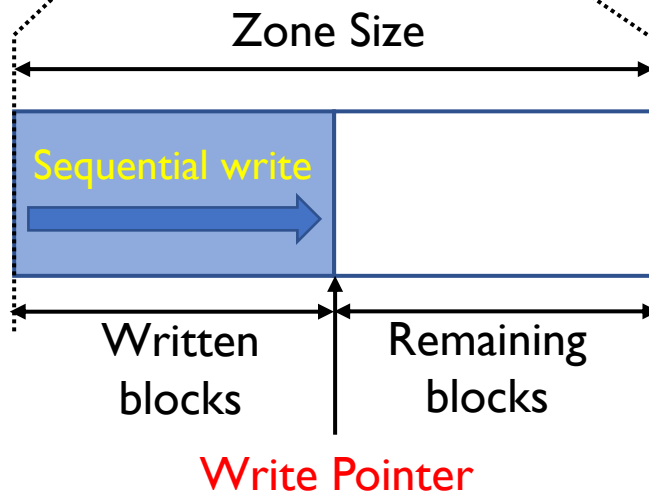 Zone Size
Sequential write
Written
blocks
Remaining
blocks
Write Pointer